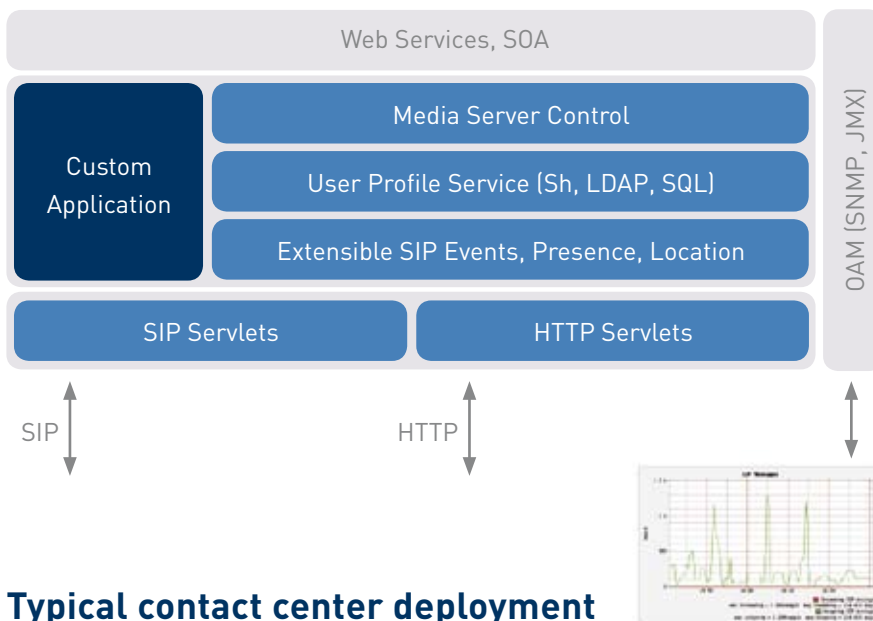 Web Services, SOA
Custom
Application
Media Server Control
User Profile Service (Sh, LDAP, SQL)
Extensible SIP Events, Presence, Location
OAM (SNMP, JMX)
SIP Servlets
HTTP Servlets
SIP
HTTP
Typical contact center deployment